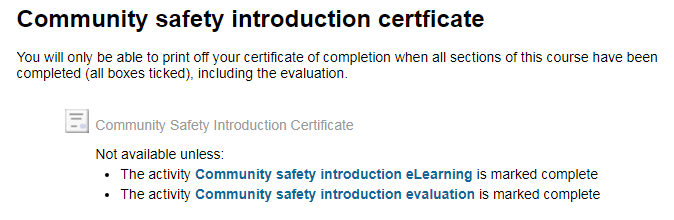 Community safety introduction certficate
You will only be able to print off your certificate of completion when all sections of this course have been
completed (all boxes ticked), including the evaluation.
Community Safety Introduction Certificate
Not available unless:
• The activity Community safety introduction eLearning is marked complete
• The activity Community safety introduction evaluation is marked complete